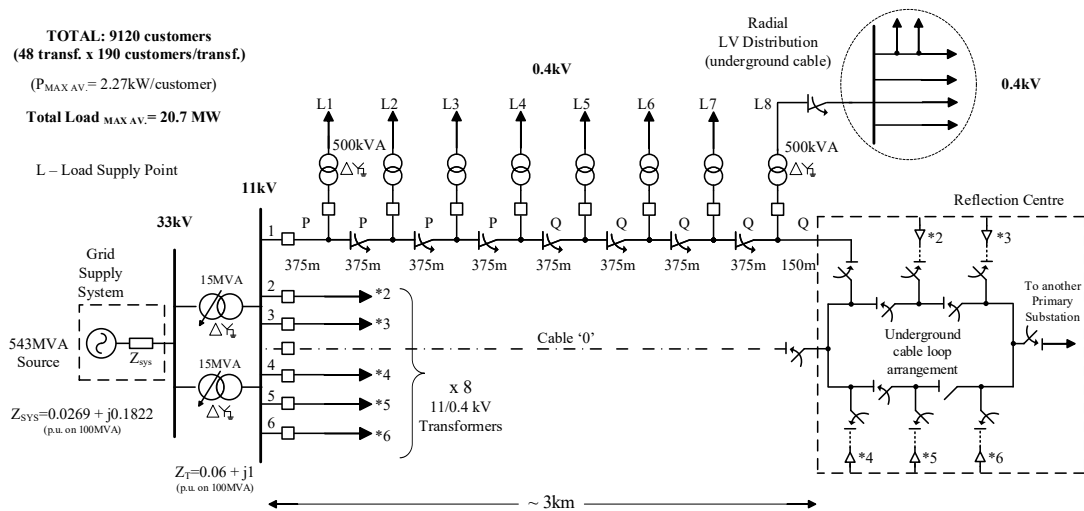 TOTAL: 9120 customers
(48 transf. x 190 customers/transf.)
(PMAX AV.= 2.27kW/customer)
Total Load MAX AV.= 20.7 MW
L – Load Supply Point
0.4kV
Radial
LV Distribution
(underground cable)
0.4kV
L1
L2
L3
L4
L5
L6
L7
L8
500kVA
500kVA
11kV
33kV
Grid
Supply
System
543MVA
Source
Zsys
ZSYS=0.0269 + j0.1822
(p.u. on 100MVA)
15MVA
15MVA
ZT=0.06 + j1
(p.u. on 100MVA)
1
P
P
P
P
Q
Q
Q
Q
Q
375m
375m
375m
375m
375m
375m
375m
375m
150m
2
*2
3
*3
Cable ‘0’
4
*4
5
*5
6
*6
x 8
11/0.4 kV
Transformers
Reflection Centre
*2
*3
To another
Primary
Substation
Underground
cable loop
arrangement
*4
*5
*6
~ 3km